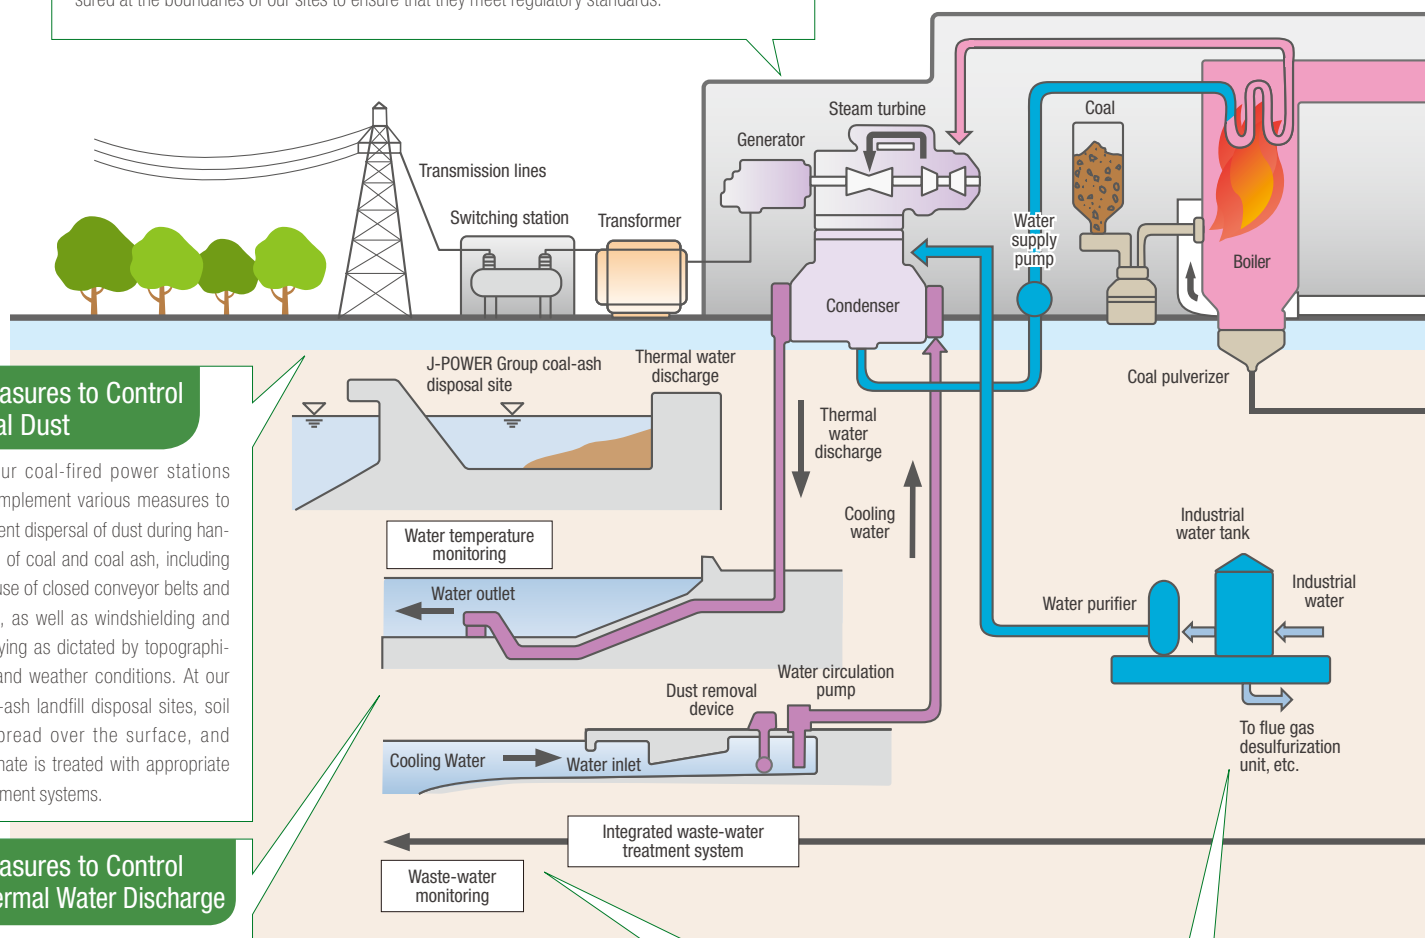 sured at the boundaries of our sites to ensure that they meet regulatory standards.
Steam turbine
Coal
Generator
Transmission lines
Switching station
Transformer
Water
supply
pump
Boiler
Condenser
J-POWER Group coal-ash
disposal site
Thermal water
discharge
Coal pulverizer
asures to Control
al Dust
Thermal
water
discharge
ur coal-fired power stations
mplement various measures to
ent dispersal of dust during han-
of coal and coal ash, including
use of closed conveyor belts and
, as well as windshielding and
ying as dictated by topographi-
and weather conditions. At our
-ash landfill disposal sites, soil
pread over the surface, and
nate is treated with appropriate
ment systems.
Cooling
water
Industrial
water tank
Water temperature
monitoring
Industrial
water
Water outlet
Water purifier
Water circulation
pump
Dust removal
device
To flue gas
desulfurization
unit, etc.
Cooling Water
Water inlet
Integrated waste-water
treatment system
asures to Control
ermal Water Discharge
Waste-water
monitoring